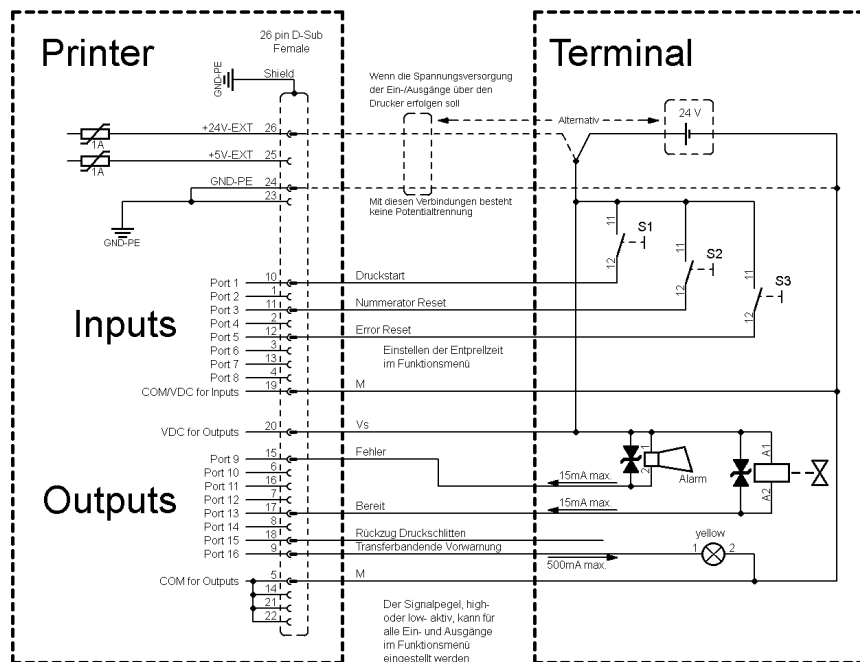 Printer
26 pin D-Sub
Female
Terminal
GND-PE
Shield
Wenn die Spannungsversorgung
der Ein-/Ausgänge über den
Drucker erfolgen soll
Alternativ
24 V
+24V-EXT 26
1A
+5V-EXT 25
1A
GND-PE 24
23
GND-PE
Mit diesen Verbindungen besteht
keine Potentialtrennung
11 S1 12
11 S2 12
11 S3 12
Inputs
Port 1 10 Druckstart
Port 2 1
Port 3 11 Nummerator Reset
Port 4 2
Port 5 12 Error Reset
Port 6 3
Port 7 13
Port 8 4
Einstellen der Entprellzeit
im Funktionsmenü
COM/VDC for Inputs 19 M
VDC for Outputs 20 Vs
Outputs
Port 9 15 Fehler
Port 10 6
Port 11 16
Port 12 7
Port 13 17 Bereit
Port 14 8
Port 15 18 Rückzug Druckschlitten
Port 16 9 Transferbandende Vorwarnung
1 2 Alarm
A1 A2
15mA max.
15mA max.
yellow
1 2
500mA max.
COM for Outputs 5 M
14
21
22
Der Signalpegel, high-
oder low- aktiv, kann für
alle Ein- und Ausgänge
im Funktionsmenü
eingestellt werden